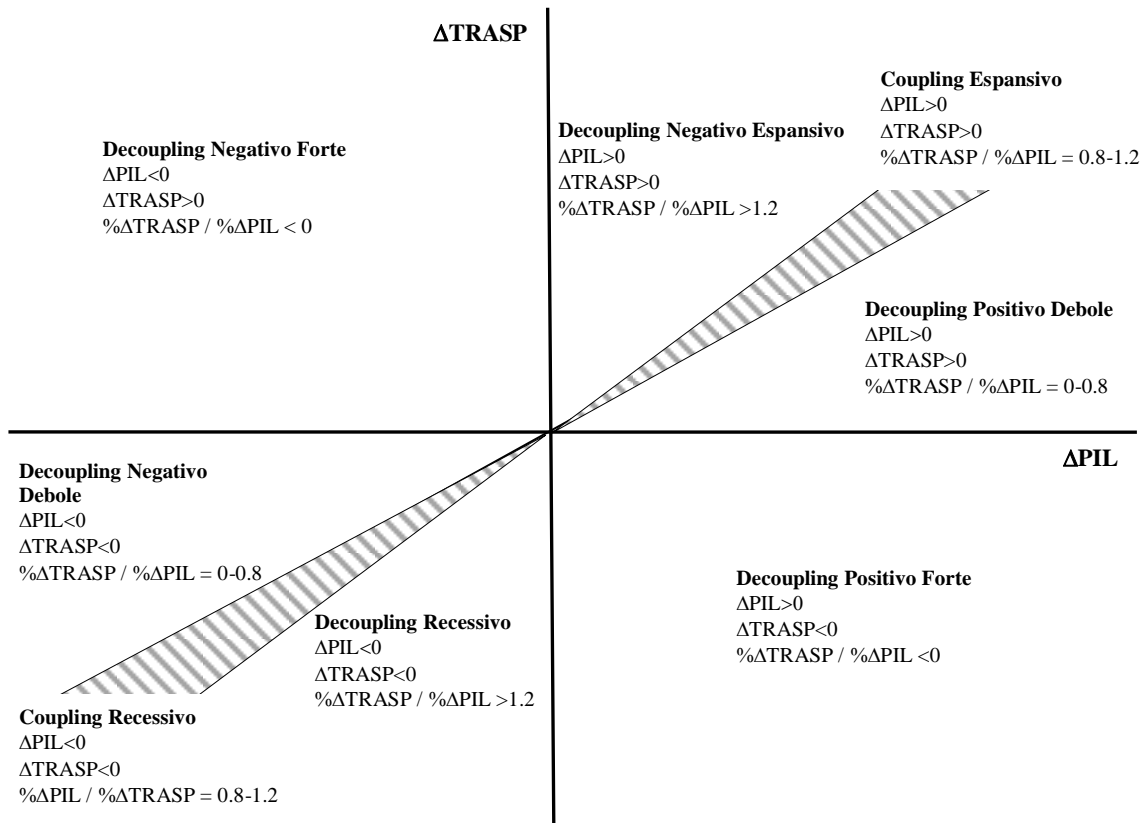 ΔTRASP
Coupling Espansivo
ΔPIL>0
ΔTRASP>0
%ΔTRASP / %ΔPIL = 0.8-1.2
Decoupling Negativo Espansivo
ΔPIL>0
ΔTRASP>0
%ΔTRASP / %ΔPIL >1.2
Decoupling Negativo Forte
ΔPIL<0
ΔTRASP>0
%ΔTRASP / %ΔPIL < 0
Decoupling Positivo Debole
ΔPIL>0
ΔTRASP>0
%ΔTRASP / %ΔPIL = 0-0.8
ΔPIL
Decoupling Negativo
Debole
ΔPIL<0
ΔTRASP<0
%ΔTRASP / %ΔPIL = 0-0.8
Decoupling Positivo Forte
ΔPIL>0
ΔTRASP<0
%ΔTRASP / %ΔPIL <0
Decoupling Recessivo
ΔPIL<0
ΔTRASP<0
%ΔTRASP / %ΔPIL >1.2
Coupling Recessivo
ΔPIL<0
ΔTRASP<0
%ΔPIL / %ΔTRASP = 0.8-1.2